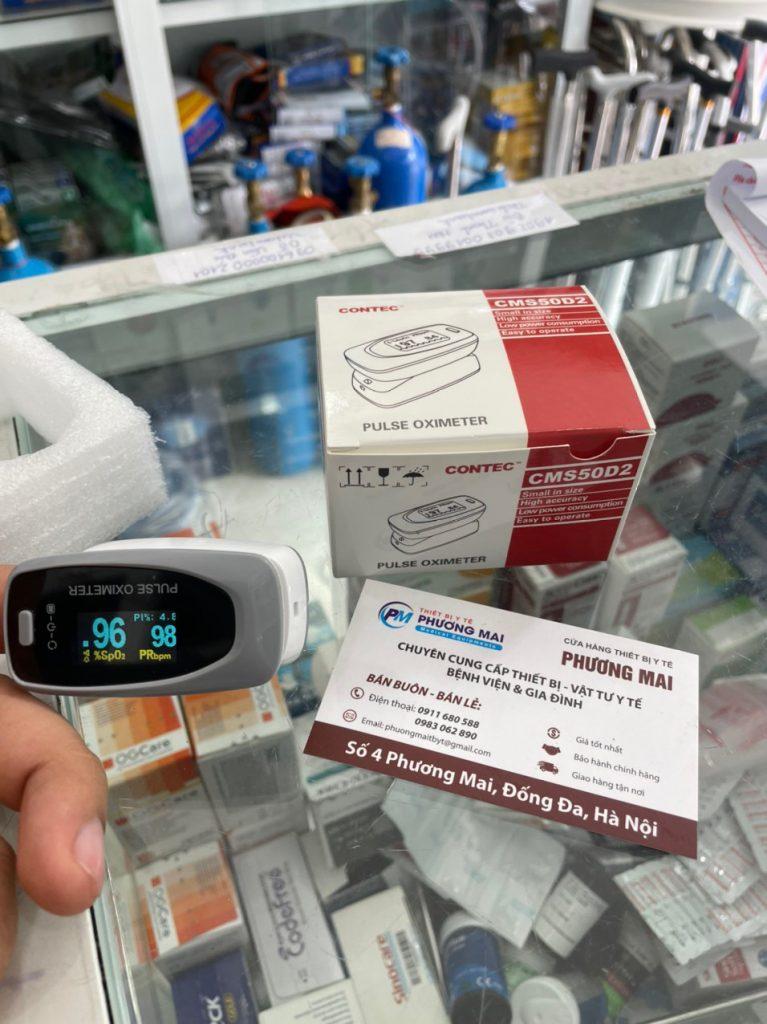 CONTEC™
CMS50D2
Small in size
High accuracy
Low power consumption
Easy to operate
PULSE OXIMETER
CONTEC™
CMS50D2
Small in size
High accuracy
Low power consumption
Easy to operate
PULSE OXIMETER
PULSE OXIMETER
PI%: 4.8
96 98
%SpO₂ PRbpm
PM
THIẾT BỊ Y TẾ
PHƯƠNG MAI
Medical Equipments
CỬA HÀNG THIẾT BỊ Y TẾ
PHƯƠNG MAI
CHUYÊN CUNG CẤP THIẾT BỊ - VẬT TƯ Y TẾ
BỆNH VIỆN & GIA ĐÌNH
BÁN BUÔN - BÁN LẺ:
Điện thoại: 0911 680 588
0983 062 890
Email: phuongmaitbyt@gmail.com
Giá tốt nhất
Bảo hành chính hãng
Giao hàng tận nơi
Số 4 Phương Mai, Đống Đa, Hà Nội
OGCare
OGCare
OGCare
Codefree
Sinocare